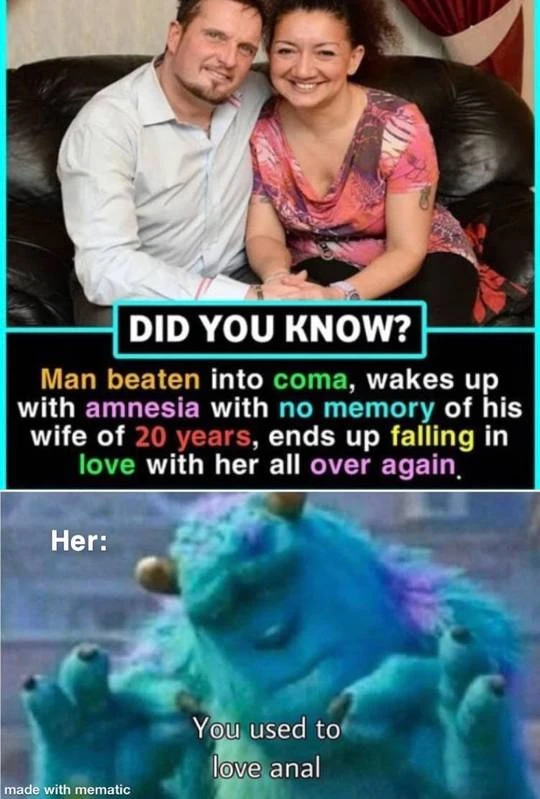 DID YOU KNOW?
Man beaten into coma, wakes up
with amnesia with no memory of his
wife of 20 years, ends up falling in
love with her all over again.
Her:
You used to
love anal
made with mematic